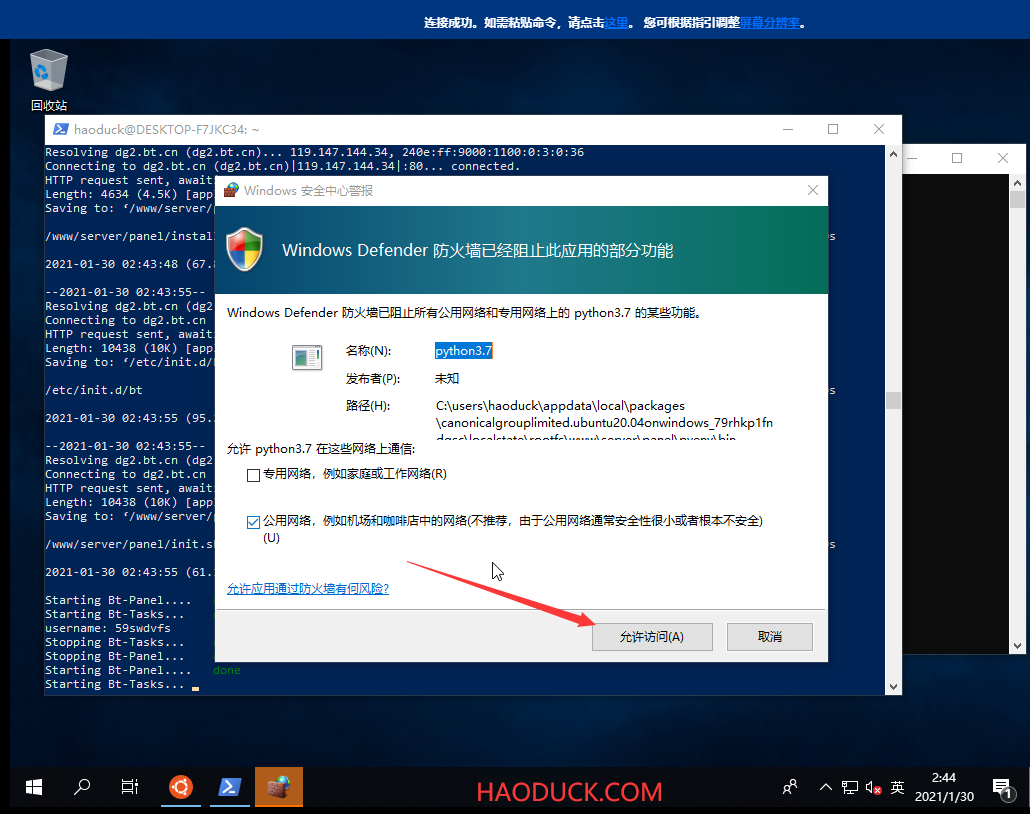 连接成功。如需粘贴命令，请点击这里。 您可根据指引调整屏幕分辨率。
回收站
haoduck@DESKTOP-F7JKC34: ~
Resolving dg2.bt.cn (dg2.bt.cn)... 119.147.144.34, 240e:ff:9000:1100:0:3:0:36
Connecting to dg2.bt.cn (dg2.bt.cn)|119.147.144.34|:80... connected.
HTTP request sent, await
Length: 4634 (4.5K) [app
Saving to: ‘/www/server/
/www/server/panel/install
2021-01-30 02:43:48 (67.
--2021-01-30 02:43:55--
Resolving dg2.bt.cn (dg2
Connecting to dg2.bt.cn
HTTP request sent, await
Length: 10438 (10K) [app
Saving to: ‘/etc/init.d/
/etc/init.d/bt
2021-01-30 02:43:55 (95.
--2021-01-30 02:43:55--
Resolving dg2.bt.cn (dg2
Connecting to dg2.bt.cn
HTTP request sent, await
Length: 10438 (10K) [app
Saving to: ‘/www/server/
/www/server/panel/init.s
2021-01-30 02:43:55 (61.
Starting Bt-Panel....
Starting Bt-Tasks...
username: 59swdvfs
Stopping Bt-Tasks...
Stopping Bt-Panel...
Starting Bt-Panel.... done
Starting Bt-Tasks...
Windows 安全中心警报
Windows Defender 防火墙已经阻止此应用的部分功能
Windows Defender 防火墙已阻止所有公用网络和专用网络上的 python3.7 的某些功能。
名称(N): python3.7
发布者(P): 未知
路径(H): C:\users\haoduck\appdata\local\packages
\canonicalgrouplimited.ubuntu20.04onwindows_79rhkp1fn
dgsc\localstate\rootfs\www\server\panel\pyenv\bin
允许 python3.7 在这些网络上通信:
专用网络，例如家庭或工作网络(R)
公用网络，例如机场和咖啡店中的网络(不推荐，由于公用网络通常安全性很小或者根本不安全)
(U)
允许应用通过防火墙有何风险?
允许访问(A)
取消
HAODUCK.COM
英
2:44
2021/1/30
1